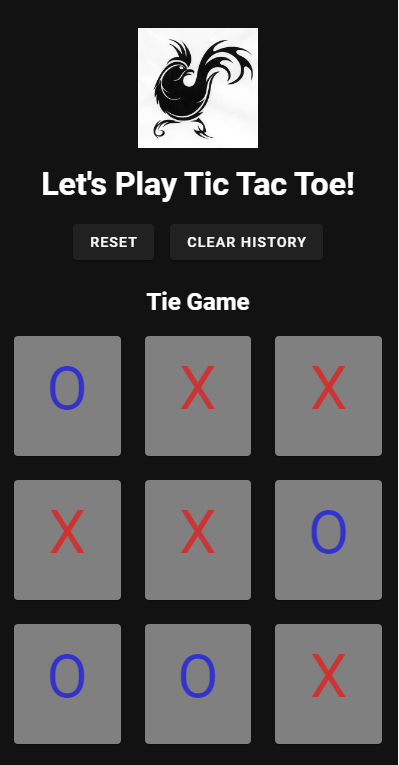 Let's Play Tic Tac Toe!
RESET CLEAR HISTORY
Tie Game
O X X
X X O
O O X